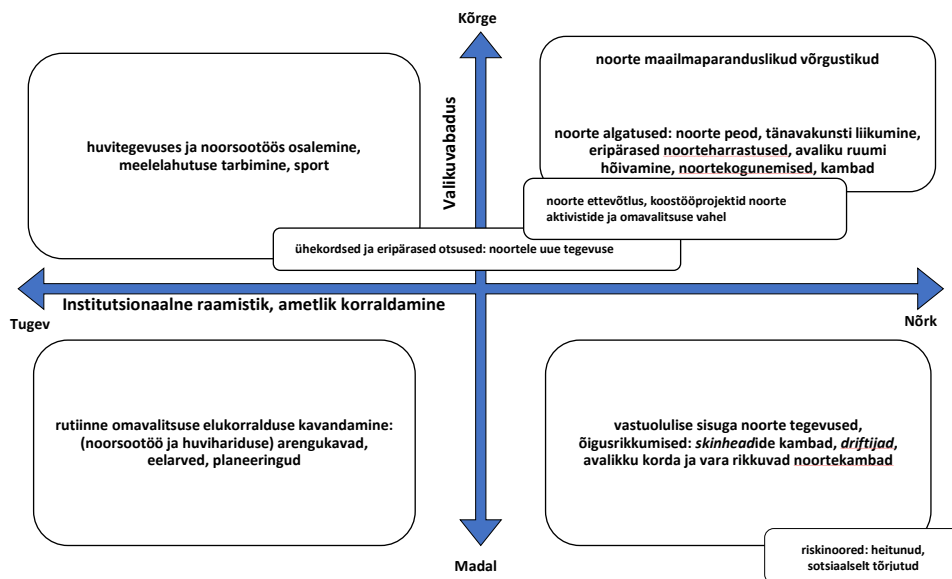 Kõrge
huvitegevuses ja noorsootöös osalemine,
meelelahutuse tarbimine, sport
Valikuvabadus
noorte maailmaparanduslikud võrgustikud
noorte algatused: noorte peod, tänavakunsti liikumine,
eripärased noorteharrastused, avaliku ruumi
hõivamine, noortekogunemised, kambad
noorte ettevõtlus, koostööprojektid noorte
aktivistide ja omavalitsuse vahel
ühekordsed ja eripärased otsused: noortele uue tegevuse
Institutsionaalne raamistik, ametlik korraldamine
Tugev
Nõrk
rutiinne omavalitsuse elukorralduse kavandamine:
(noorsootöö ja huvihariduse) arengukavad,
eelarved, planeeringud
vastuolulise sisuga noorte tegevused,
õigusrikkumised: skinheadide kambad, driftijad,
avalikku korda ja vara rikkuvad noortekambad
riskinoored: heitunud,
sotsiaalselt tõrjutud
Madal